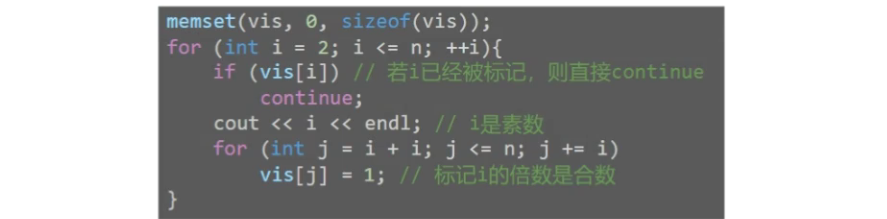 memset(vis, 0, sizeof(vis));
for (int i = 2; i <= n; ++i){
    if (vis[i]) // 若i已经被标记，则直接continue
        continue;
    cout << i << endl; // i是素数
    for (int j = i + i; j <= n; j += i)
        vis[j] = 1; // 标记i的倍数是合数
}